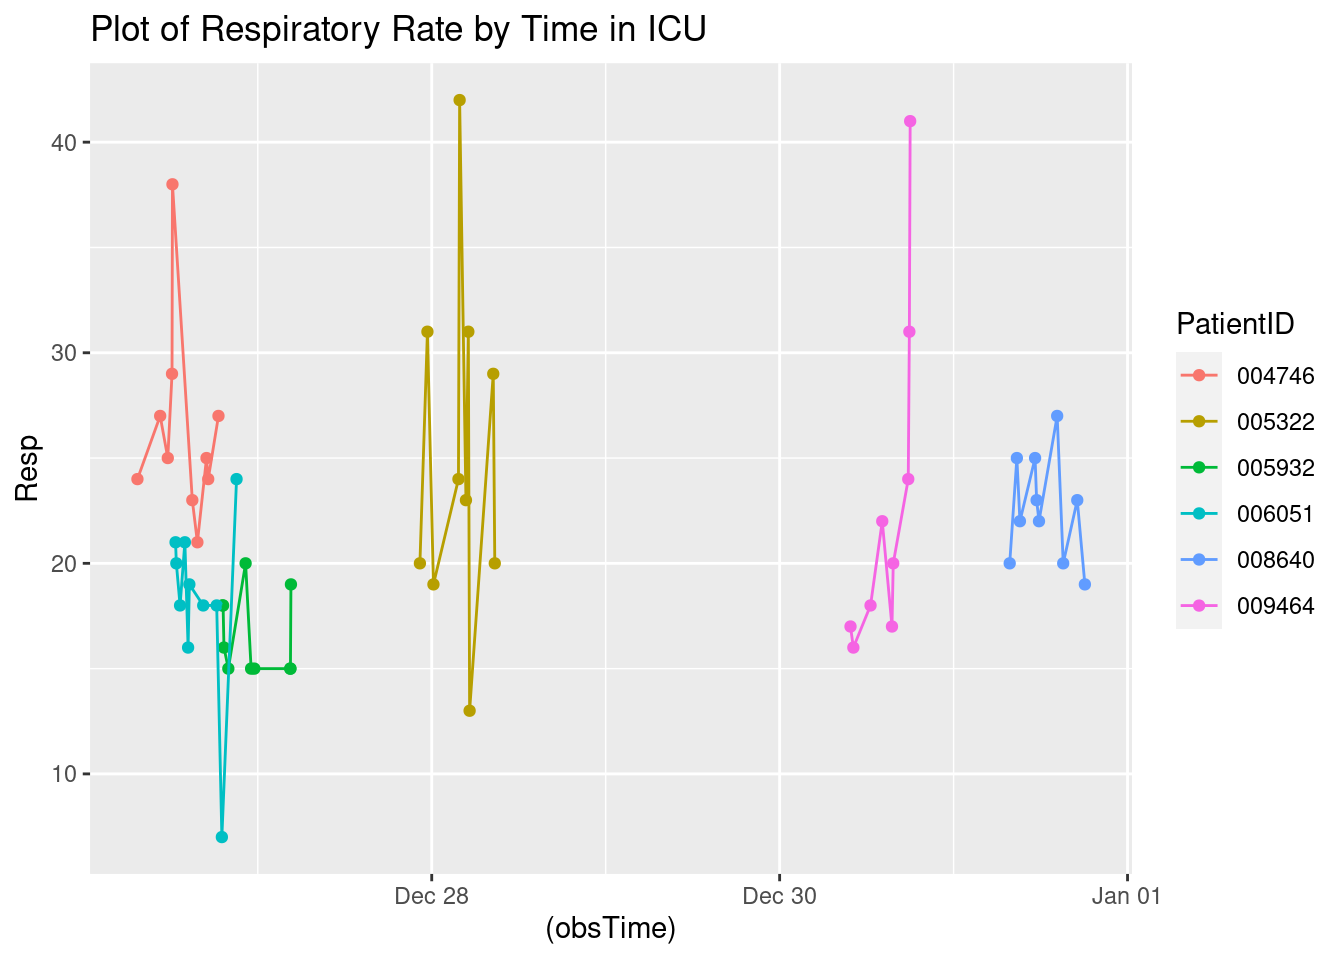 Plot of Respiratory Rate by Time in ICU
40
30
20
10
Resp
Dec 28
Dec 30
Jan 01
(obsTime)
PatientID
004746
005322
005932
006051
008640
009464